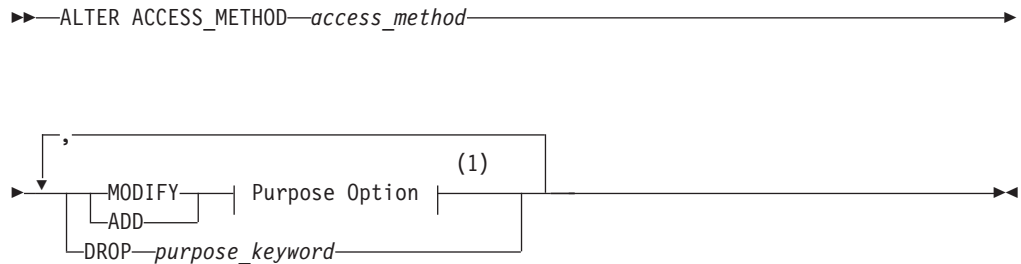 ALTER ACCESS_METHOD access_method
,
(1)
MODIFY Purpose Option
ADD
DROP purpose_keyword